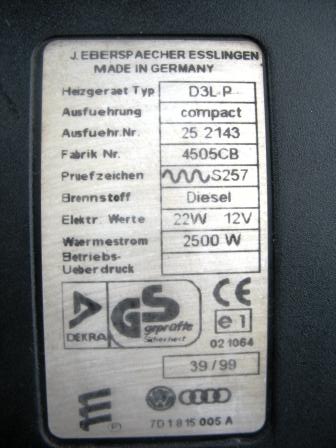 J. EBERSPAECHER ESSLINGEN
MADE IN GERMANY
Heizgeraet Typ D3L-P
Ausfuehrung compact
Ausfuehr.Nr. 25 2143
Fabrik Nr. 4505CB
Pruefzeichen S257
Brennstoff Diesel
Elektr. Werte 22W 12V
Waermestrom 2500 W
Betriebs-
Ueberdruck
DEKRA
GS
geprüfte
Sicherheit
CE
e1
021064
39/99
7D1 815 005 A